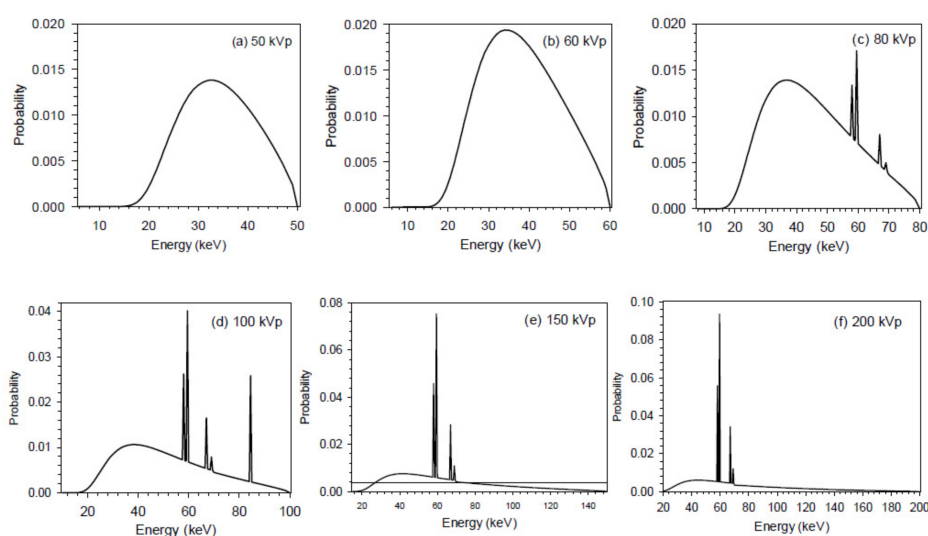 (a) 50 kVp
Probability
0.020
0.015
0.010
0.005
0.000
10 20 30 40 50
Energy (keV)
(b) 60 kVp
Probability
0.020
0.015
0.010
0.005
0.000
10 20 30 40 50 60
Energy (keV)
(c) 80 kVp
Probability
0.020
0.015
0.010
0.005
0.000
10 20 30 40 50 60 70 80
Energy (keV)
(d) 100 kVp
Probability
0.04
0.03
0.02
0.01
0.00
20 40 60 80 100
Energy (keV)
(e) 150 kVp
Probability
0.08
0.06
0.04
0.02
0.00
20 40 60 80 100 120 140
Energy (keV)
(f) 200 kVp
Probability
0.10
0.08
0.06
0.04
0.02
0.00
20 40 60 80 100 120 140 160 180 200
Energy (keV)